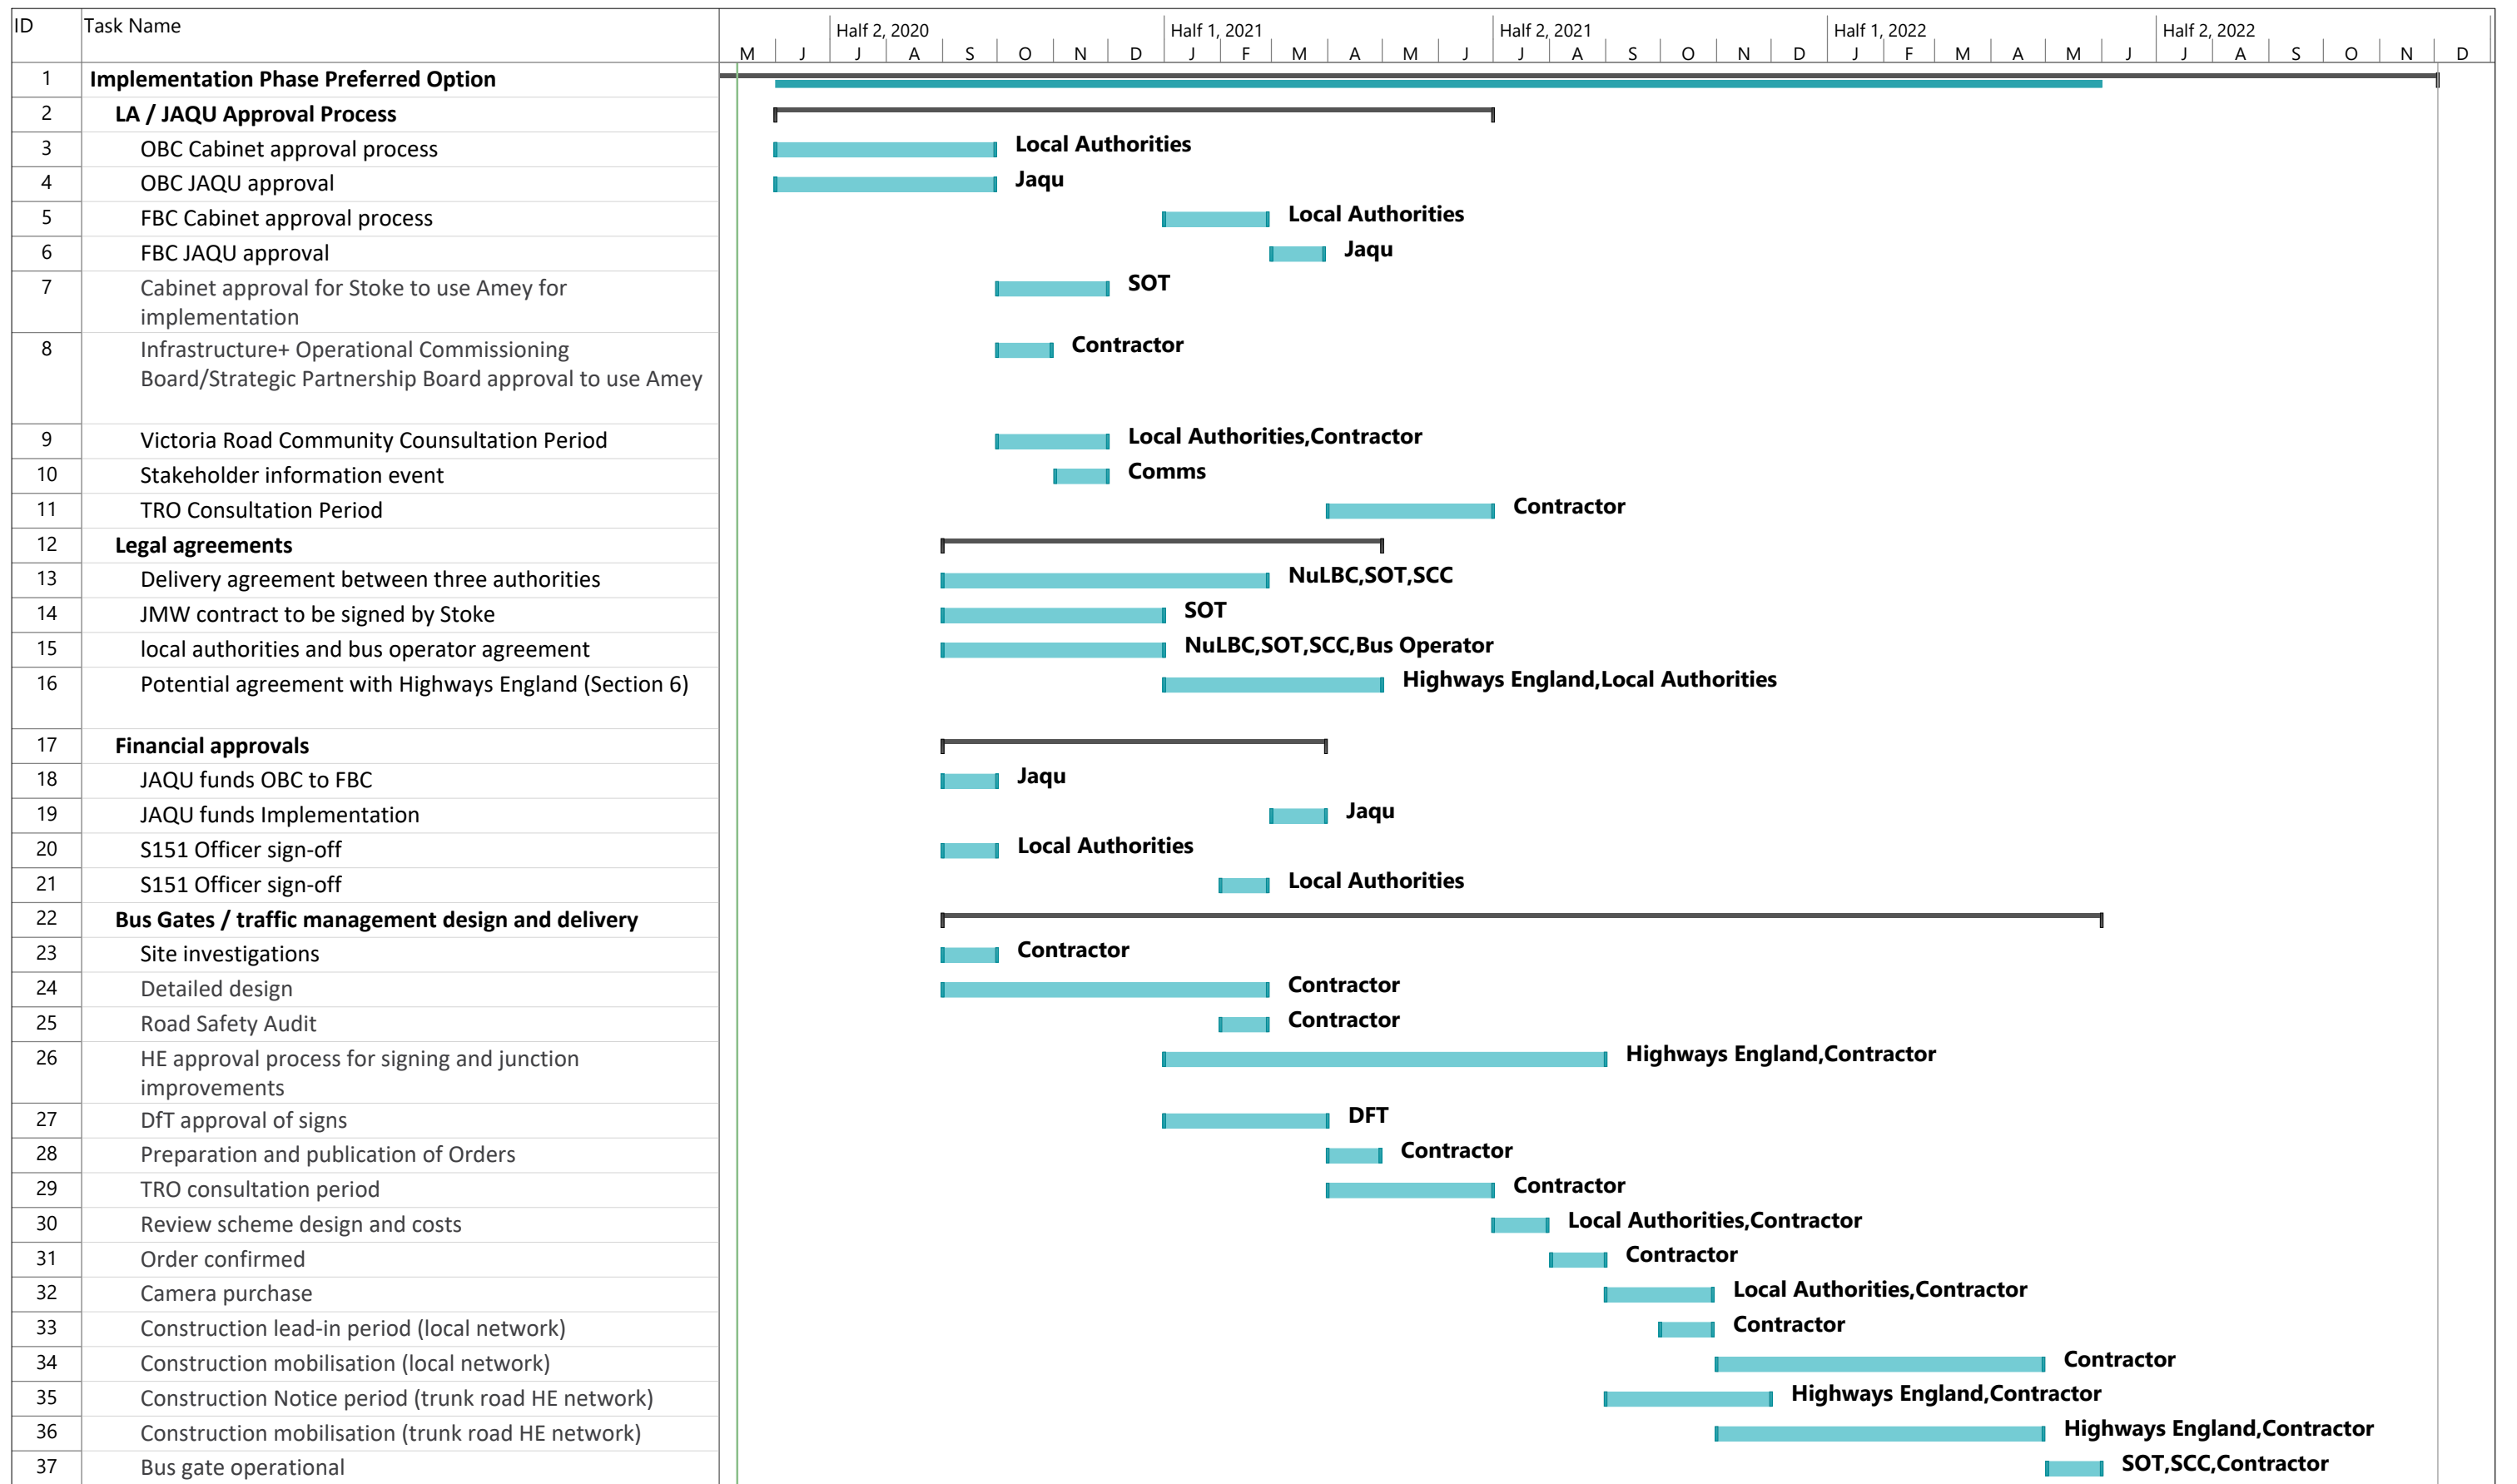 ID Task Name Half 2, 2020 Half 1, 2021 Half 2, 2021 Half 1, 2022 Half 2, 2022
M J J A S O N D J F M A M J J A S O N D J F M A M J J A S O N D
1 Implementation Phase Preferred Option
2 LA / JAQU Approval Process
3 OBC Cabinet approval process Local Authorities
4 OBC JAQU approval Jaqu
5 FBC Cabinet approval process Local Authorities
6 FBC JAQU approval Jaqu
7 Cabinet approval for Stoke to use Amey for SOT
implementation
8 Infrastructure+ Operational Commissioning Contractor
Board/Strategic Partnership Board approval to use Amey
9 Victoria Road Community Counsultation Period Local Authorities,Contractor
10 Stakeholder information event Comms
11 TRO Consultation Period Contractor
12 Legal agreements
13 Delivery agreement between three authorities NuLBC,SOT,SCC
14 JMW contract to be signed by Stoke SOT
15 local authorities and bus operator agreement NuLBC,SOT,SCC,Bus Operator
16 Potential agreement with Highways England (Section 6) Highways England,Local Authorities
17 Financial approvals
18 JAQU funds OBC to FBC Jaqu
19 JAQU funds Implementation Jaqu
20 S151 Officer sign-off Local Authorities
21 S151 Officer sign-off Local Authorities
22 Bus Gates / traffic management design and delivery
23 Site investigations Contractor
24 Detailed design Contractor
25 Road Safety Audit Contractor
26 HE approval process for signing and junction Highways England,Contractor
improvements
27 DfT approval of signs DFT
28 Preparation and publication of Orders Contractor
29 TRO consultation period Contractor
30 Review scheme design and costs Local Authorities,Contractor
31 Order confirmed Contractor
32 Camera purchase Local Authorities,Contractor
33 Construction lead-in period (local network) Contractor
34 Construction mobilisation (local network) Contractor
35 Construction Notice period (trunk road HE network) Highways England,Contractor
36 Construction mobilisation (trunk road HE network) Highways England,Contractor
37 Bus gate operational SOT,SCC,Contractor